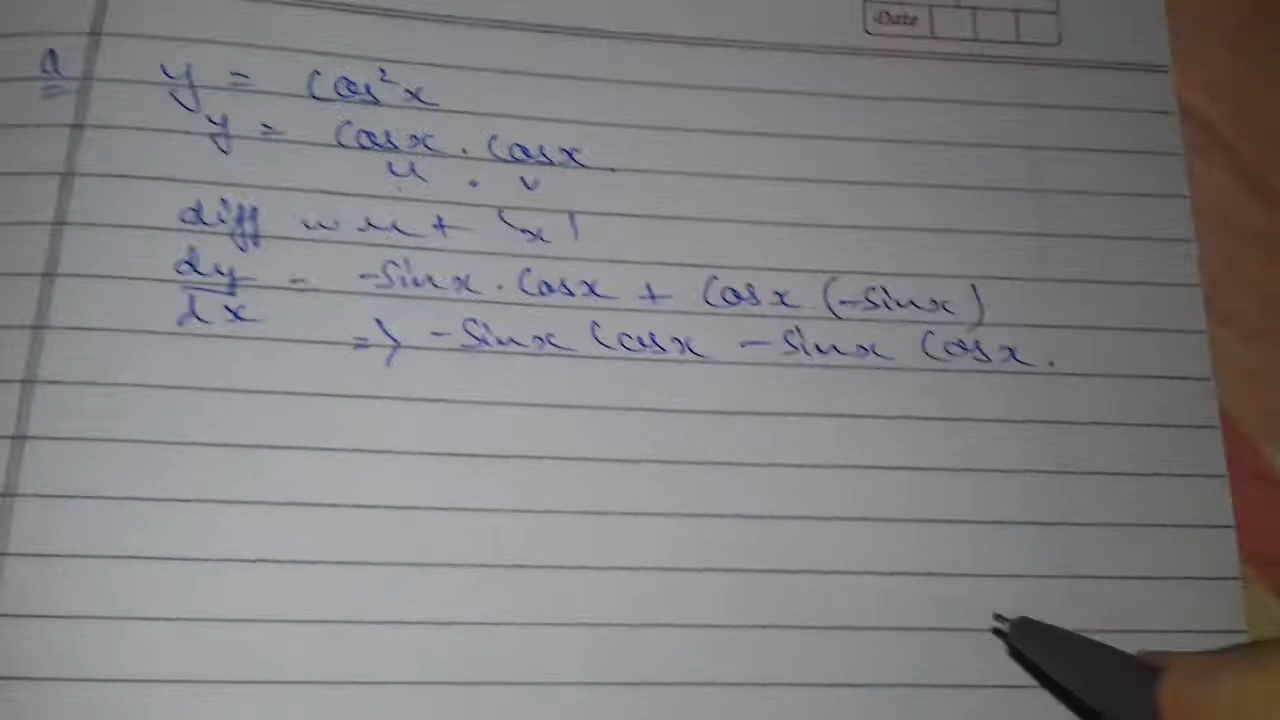 Date
Q y = Cos²x
y = Cosx . Cosx
u . v
diff w.r.t 'x'
dy/dx = -Sinx . Cosx + Cosx (-Sinx)
=> -Sinx Cosx - Sinx Cosx.